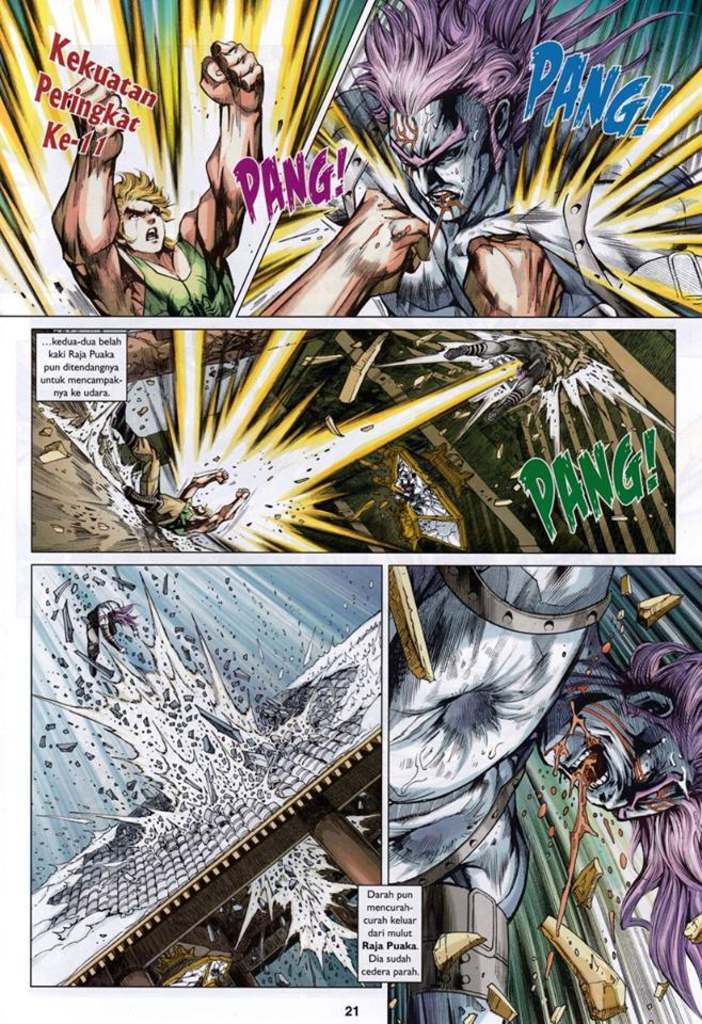 Kekuatan
Peringkat
Ke-11
PANG!
PANG!
...kedua-dua belah
kaki Raja Puaka
pun ditendangnya
untuk mencampak-
nya ke udara.
PANG!
Darah pun
mencurah-
curah keluar
dari mulut
Raja Puaka.
Dia sudah
cedera parah.
21